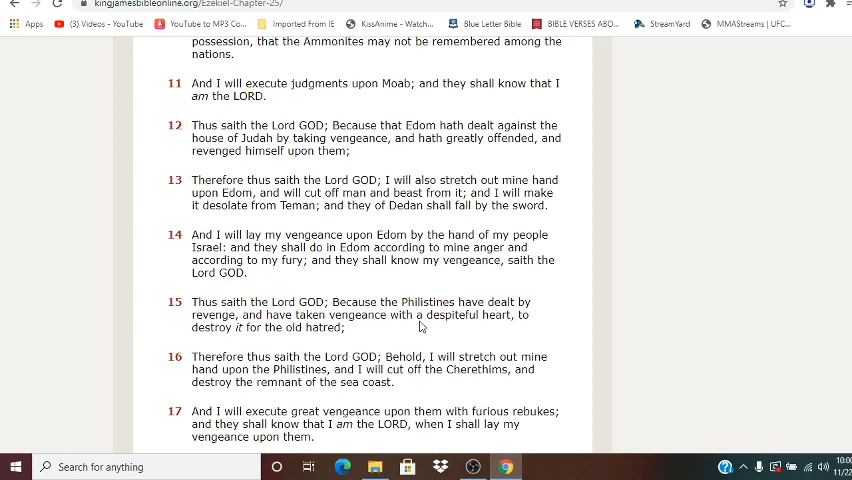 kingjamesbibleonline.org/Ezekiel-Chapter-25/
Apps
(3) Videos - YouTube
YouTube to MP3 Co...
Imported From IE
KissAnime - Watch...
Blue Letter Bible
BIBLE VERSES ABO...
StreamYard
MMAStreams | UFC...
possession, that the Ammonites may not be remembered among the
nations.
11 And I will execute judgments upon Moab; and they shall know that I
am the LORD.
12 Thus saith the Lord GOD; Because that Edom hath dealt against the
house of Judah by taking vengeance, and hath greatly offended, and
revenged himself upon them;
13 Therefore thus saith the Lord GOD; I will also stretch out mine hand
upon Edom, and will cut off man and beast from it; and I will make
it desolate from Teman; and they of Dedan shall fall by the sword.
14 And I will lay my vengeance upon Edom by the hand of my people
Israel: and they shall do in Edom according to mine anger and
according to my fury; and they shall know my vengeance, saith the
Lord GOD.
15 Thus saith the Lord GOD; Because the Philistines have dealt by
revenge, and have taken vengeance with a despiteful heart, to
destroy it for the old hatred;
16 Therefore thus saith the Lord GOD; Behold, I will stretch out mine
hand upon the Philistines, and I will cut off the Cherethims, and
destroy the remnant of the sea coast.
17 And I will execute great vengeance upon them with furious rebukes;
and they shall know that I am the LORD, when I shall lay my
vengeance upon them.
Search for anything
10:00
11/22